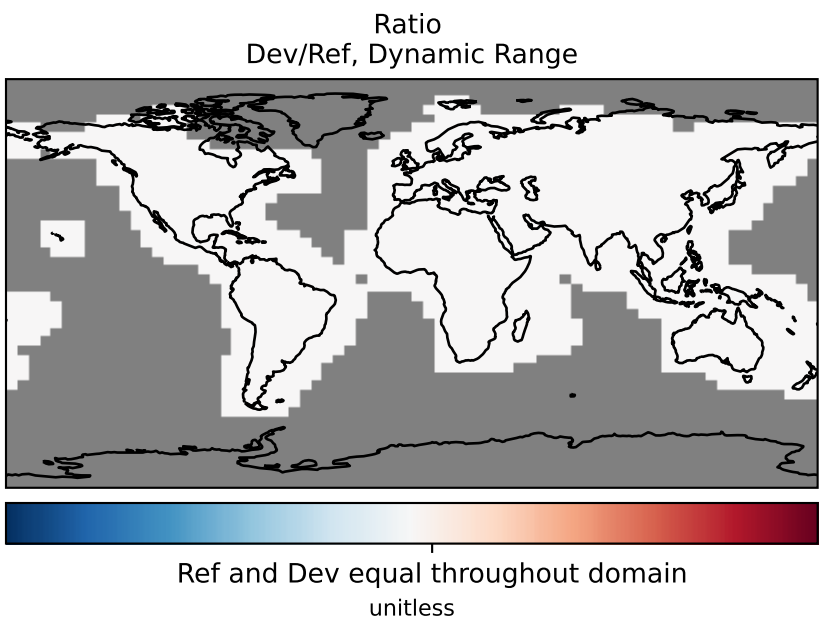 Ratio
Dev/Ref, Dynamic Range
Ref and Dev equal throughout domain
unitless